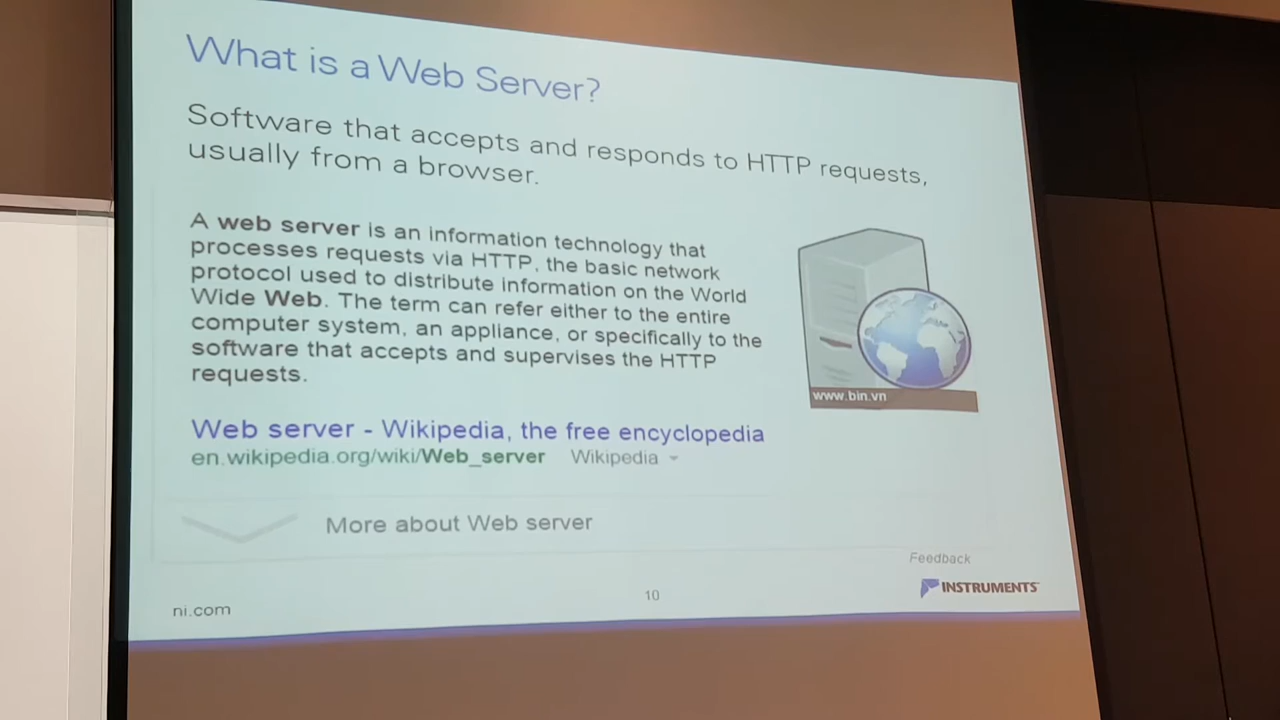 What is a Web Server?
Software that accepts and responds to HTTP requests,
usually from a browser.
A web server is an information technology that
processes requests via HTTP, the basic network
protocol used to distribute information on the World
Wide Web. The term can refer either to the entire
computer system, an appliance, or specifically to the
software that accepts and supervises the HTTP
requests.
www.bin.vn
Web server - Wikipedia, the free encyclopedia
en.wikipedia.org/wiki/Web_server Wikipedia
More about Web server
Feedback
ni.com
10
INSTRUMENTS